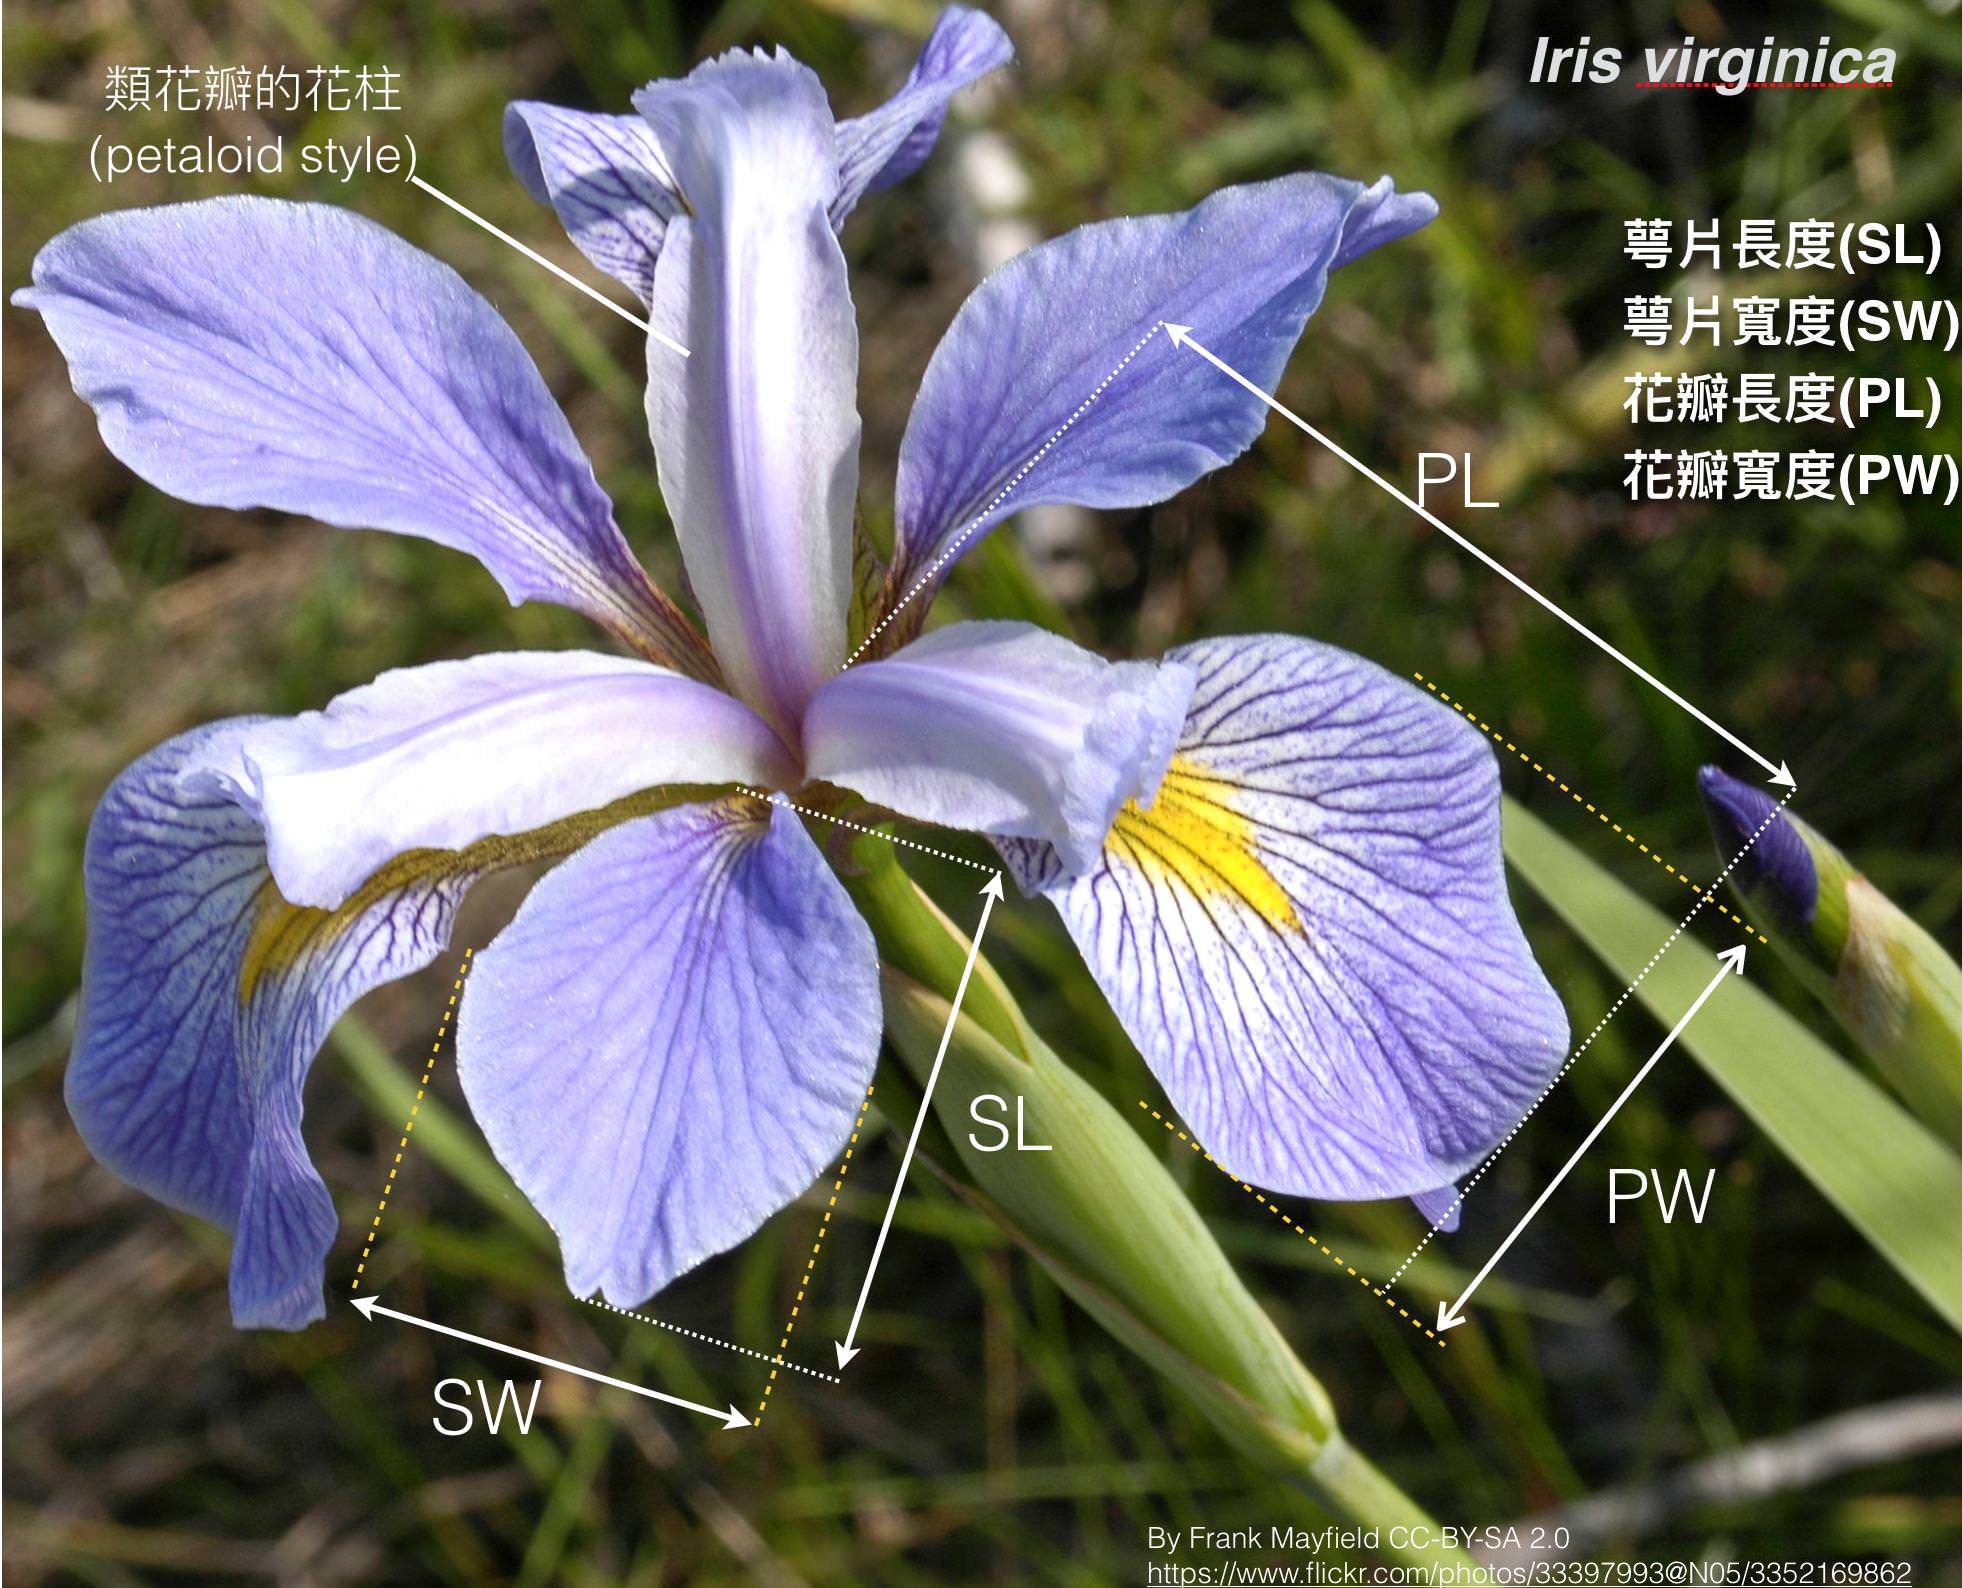 Iris virginica
類花瓣的花柱
(petaloid style)
萼片長度(SL)
萼片寬度(SW)
花瓣長度(PL)
花瓣寬度(PW)
PL
SL
PW
SW
By Frank Mayfield CC-BY-SA 2.0
https://www.flickr.com/photos/33397993@N05/3352169862